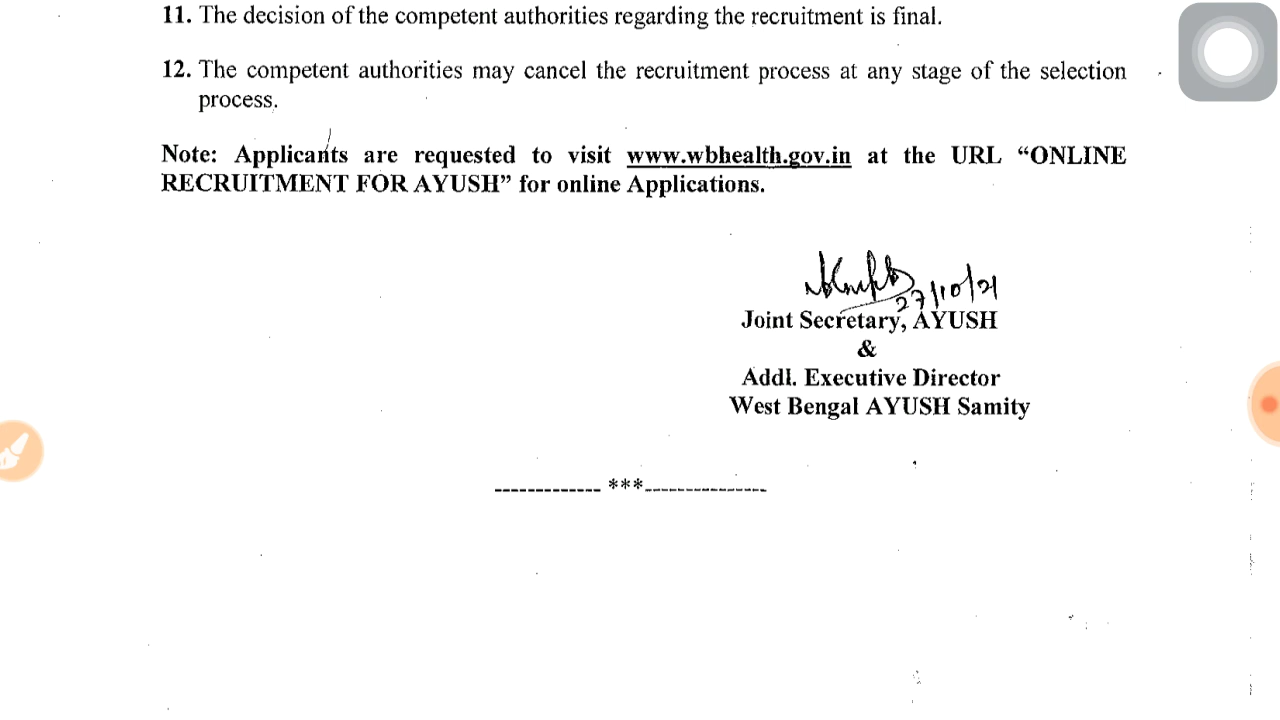 11. The decision of the competent authorities regarding the recruitment is final.
12. The competent authorities may cancel the recruitment process at any stage of the selection
process.
Note: Applicants are requested to visit www.wbhealth.gov.in at the URL “ONLINE
RECRUITMENT FOR AYUSH” for online Applications.
27/10/21
Joint Secretary, AYUSH
&
Addl. Executive Director
West Bengal AYUSH Samity
------------- ***---------------